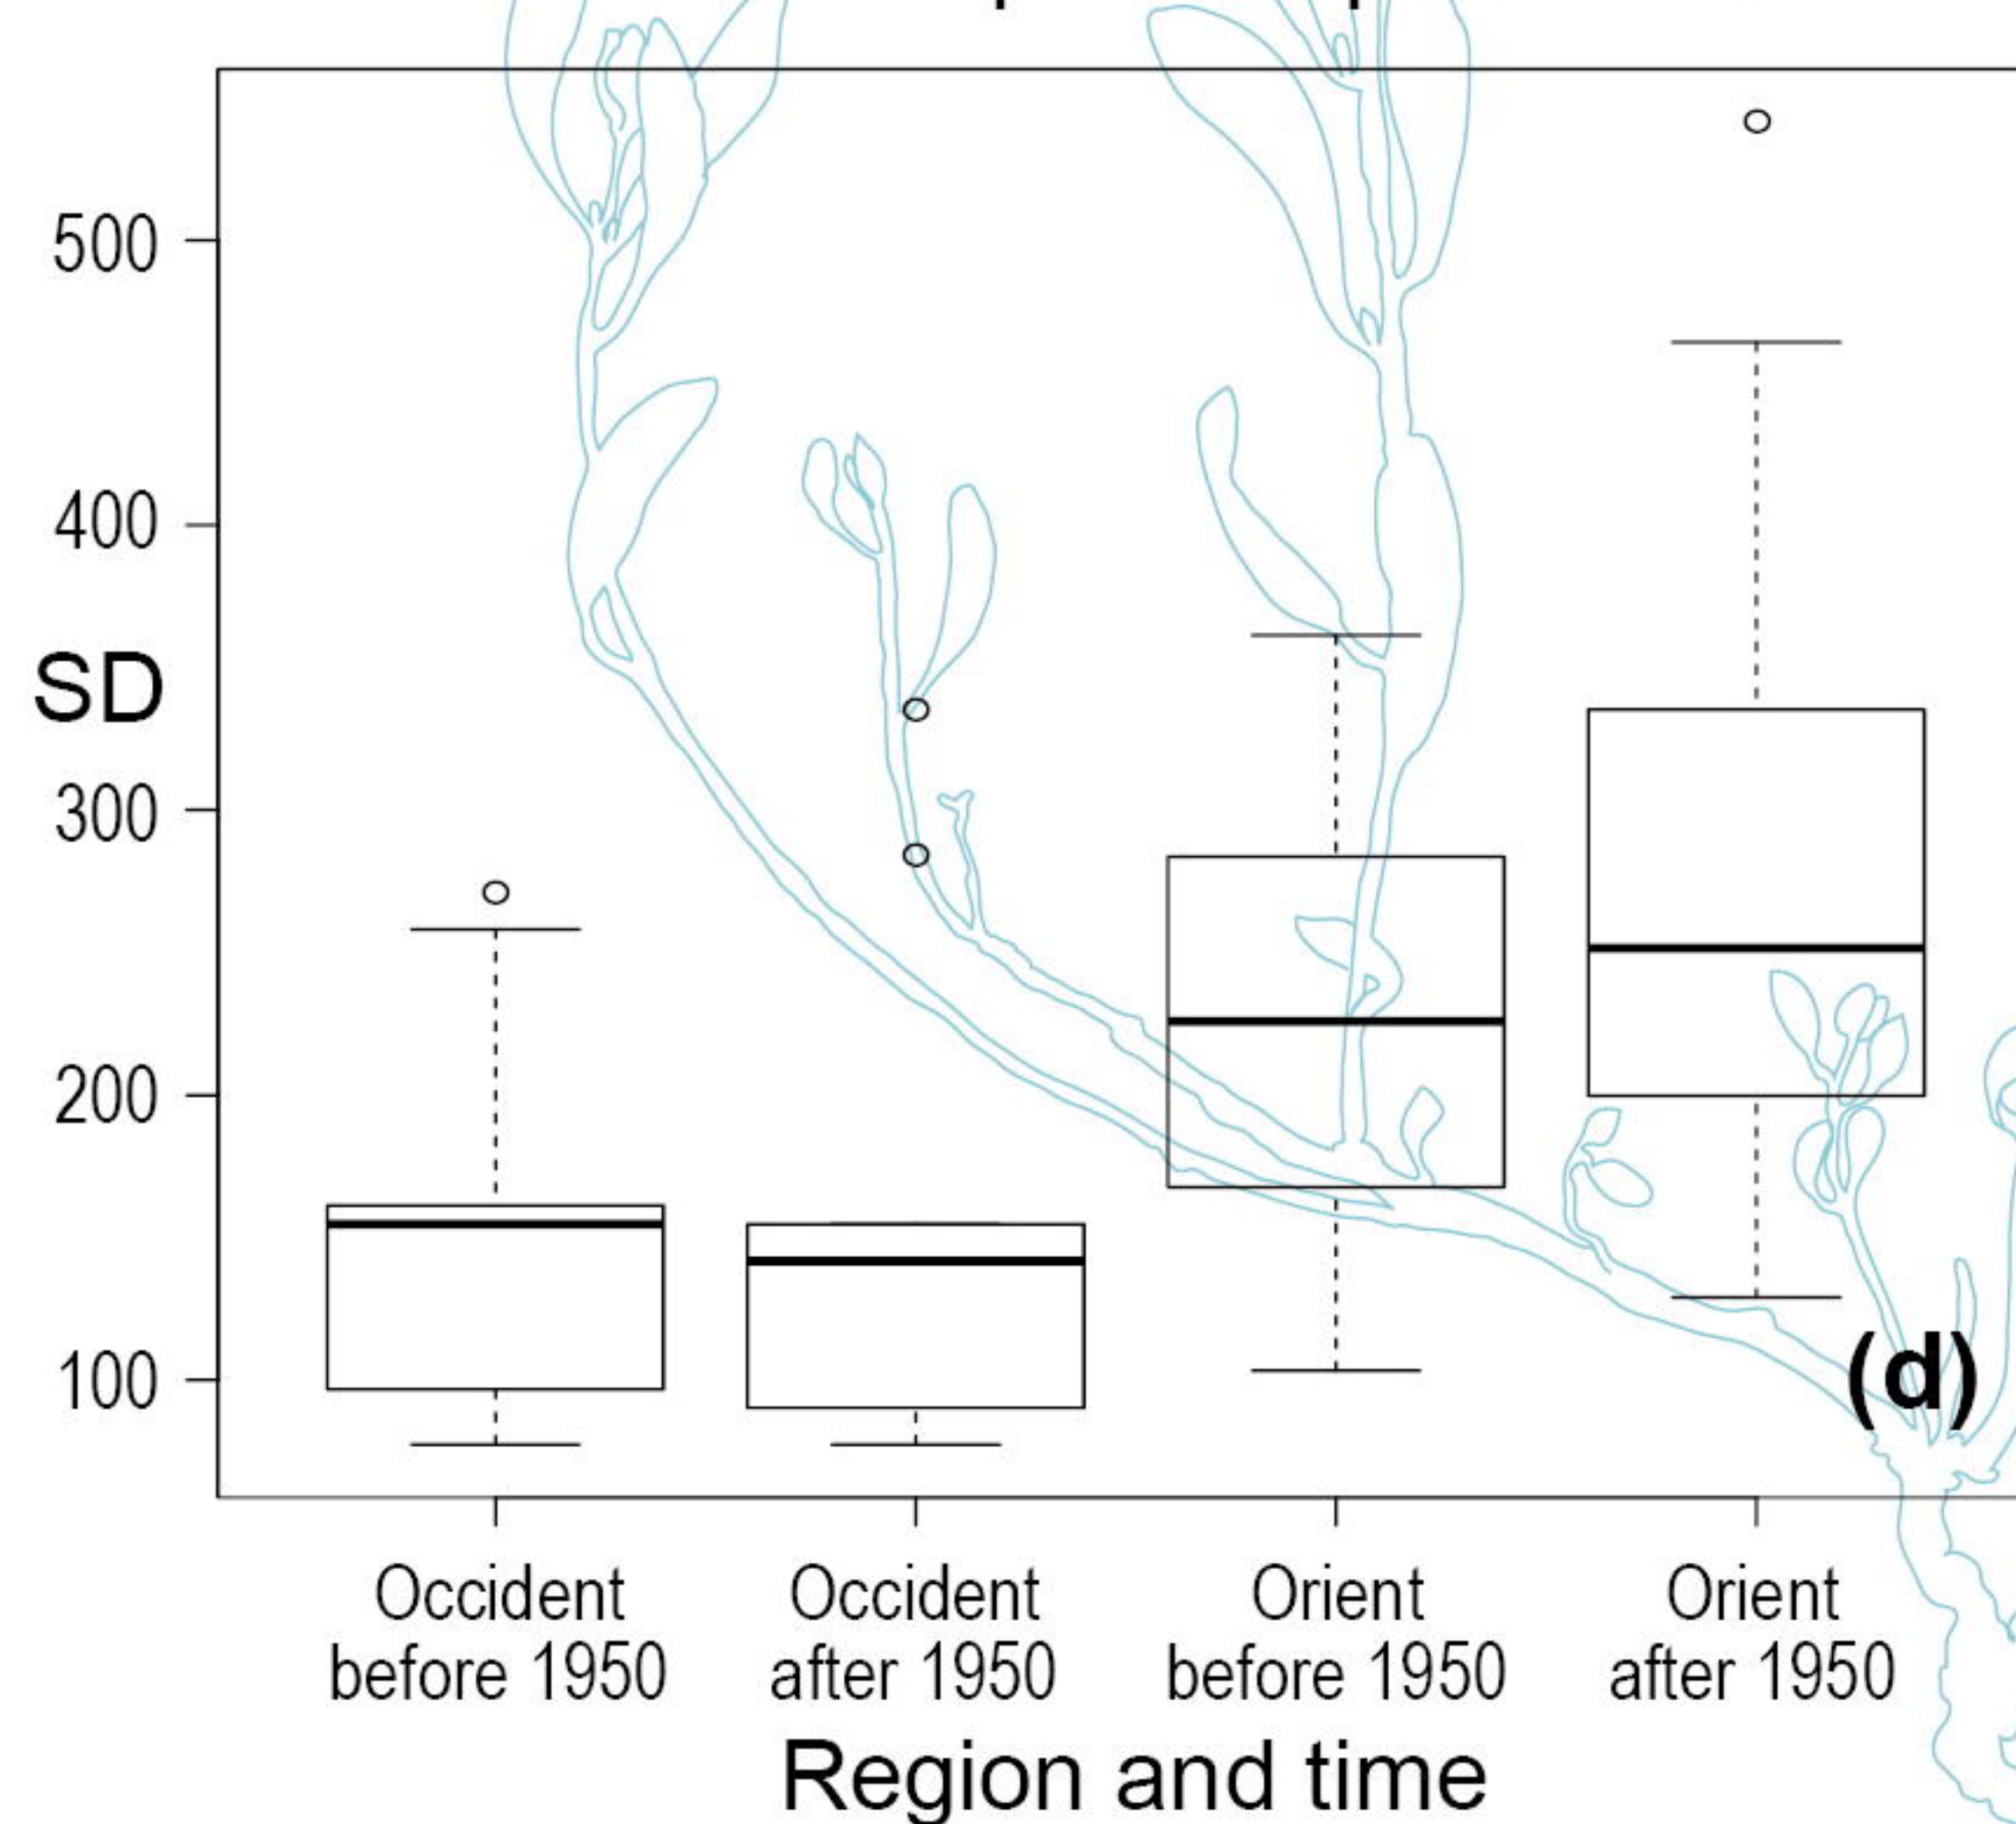 500
400
SD
300
200
100
(d)
Occident Occident Orient Orient
before 1950 after 1950 before 1950 after 1950
Region and time